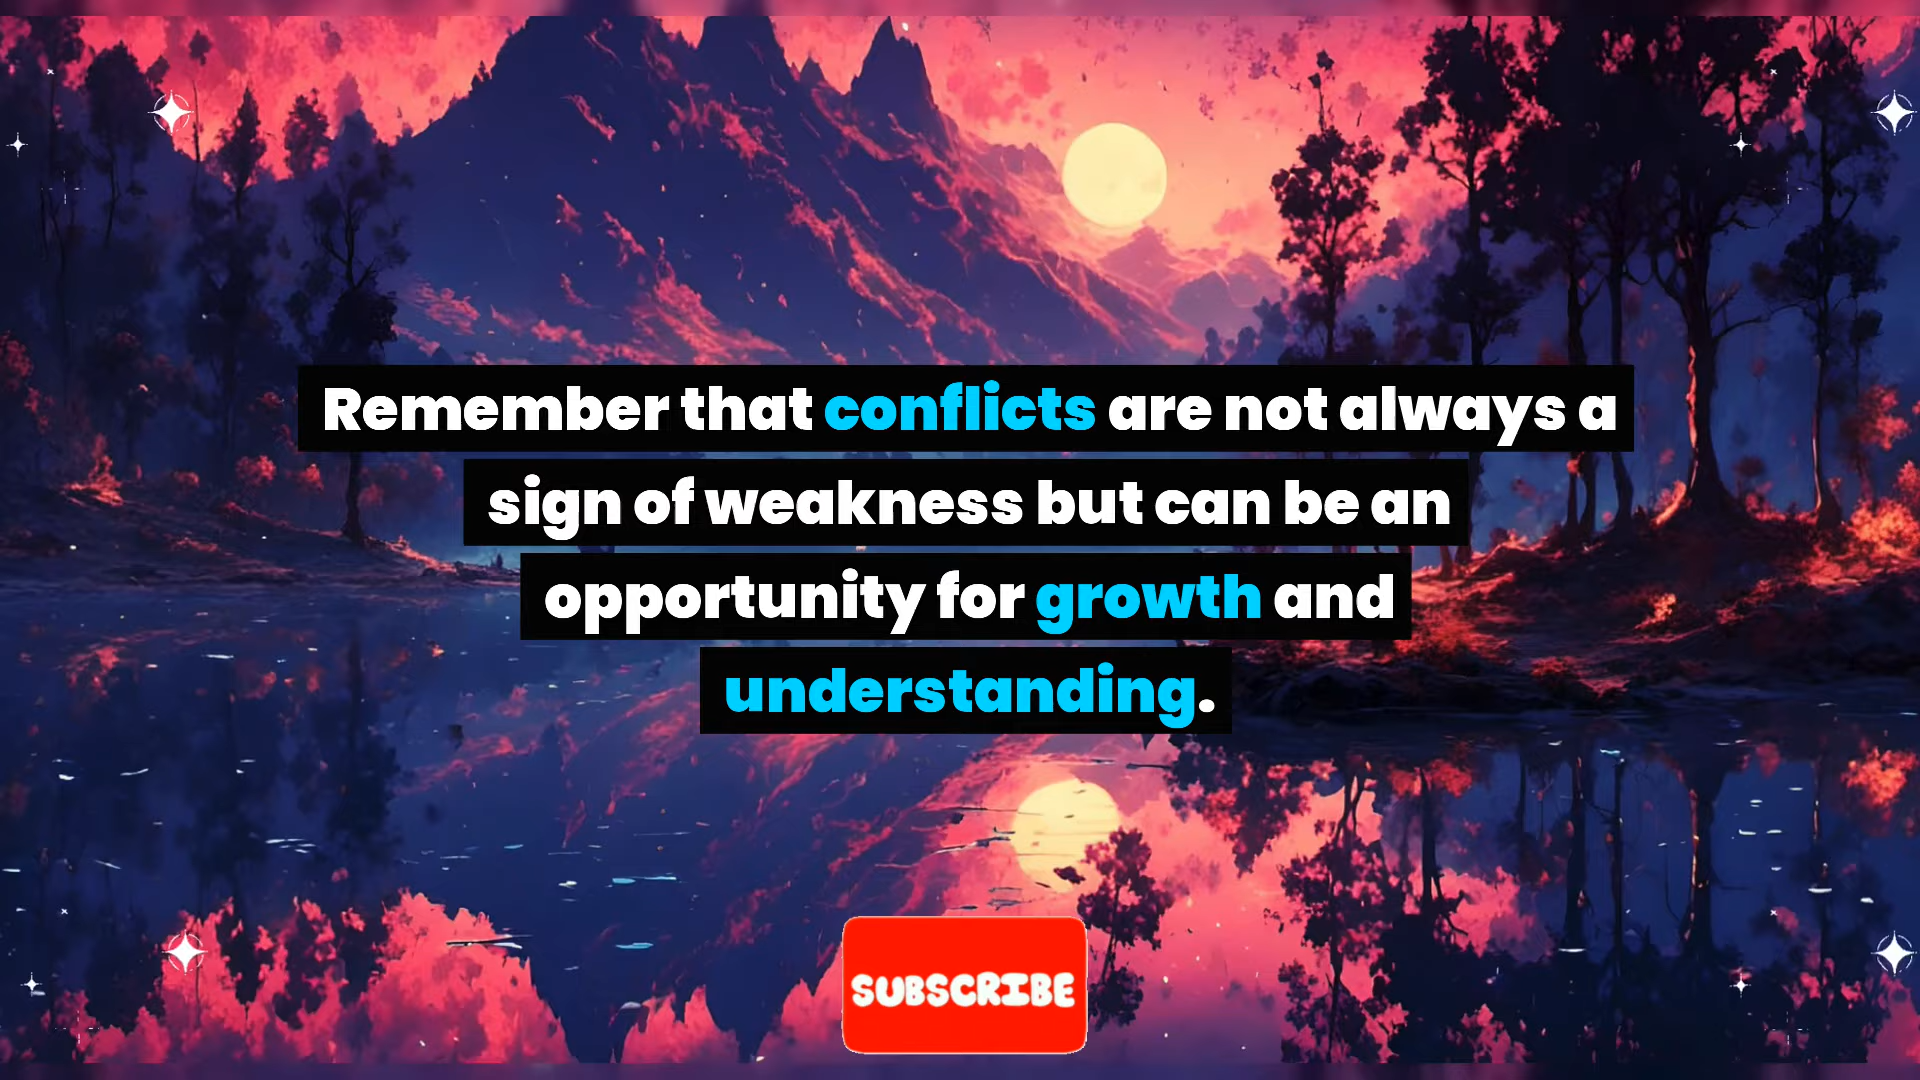 Remember that conflicts are not always a
sign of weakness but can be an
opportunity for growth and
understanding.
SUBSCRIBE